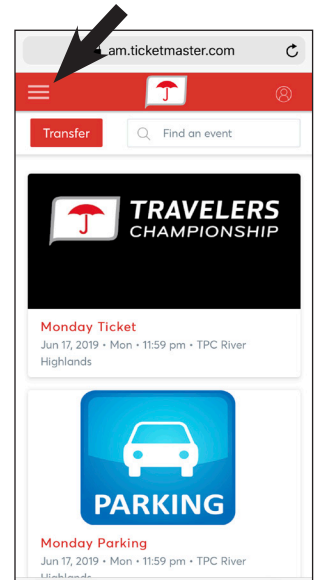 am.ticketmaster.com
Transfer
Find an event
TRAVELERS
CHAMPIONSHIP
Monday Ticket
Jun 17, 2019 • Mon • 11:59 pm • TPC River
Highlands
PARKING
Monday Parking
Jun 17, 2019 • Mon • 11:59 pm • TPC River
Highlands